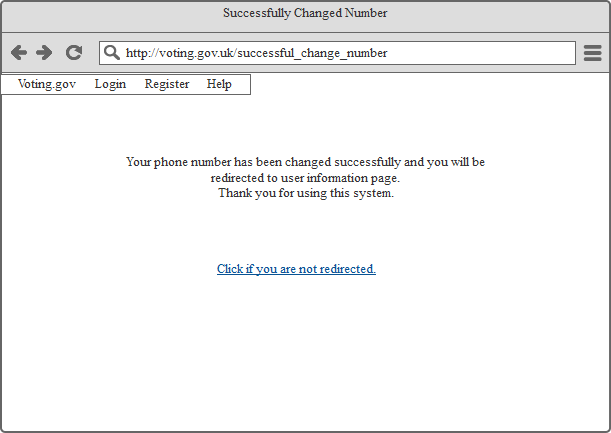 Successfully Changed Number
http://voting.gov.uk/successful_change_number
Voting.gov Login Register Help
Your phone number has been changed successfully and you will be
redirected to user information page.
Thank you for using this system.
Click if you are not redirected.